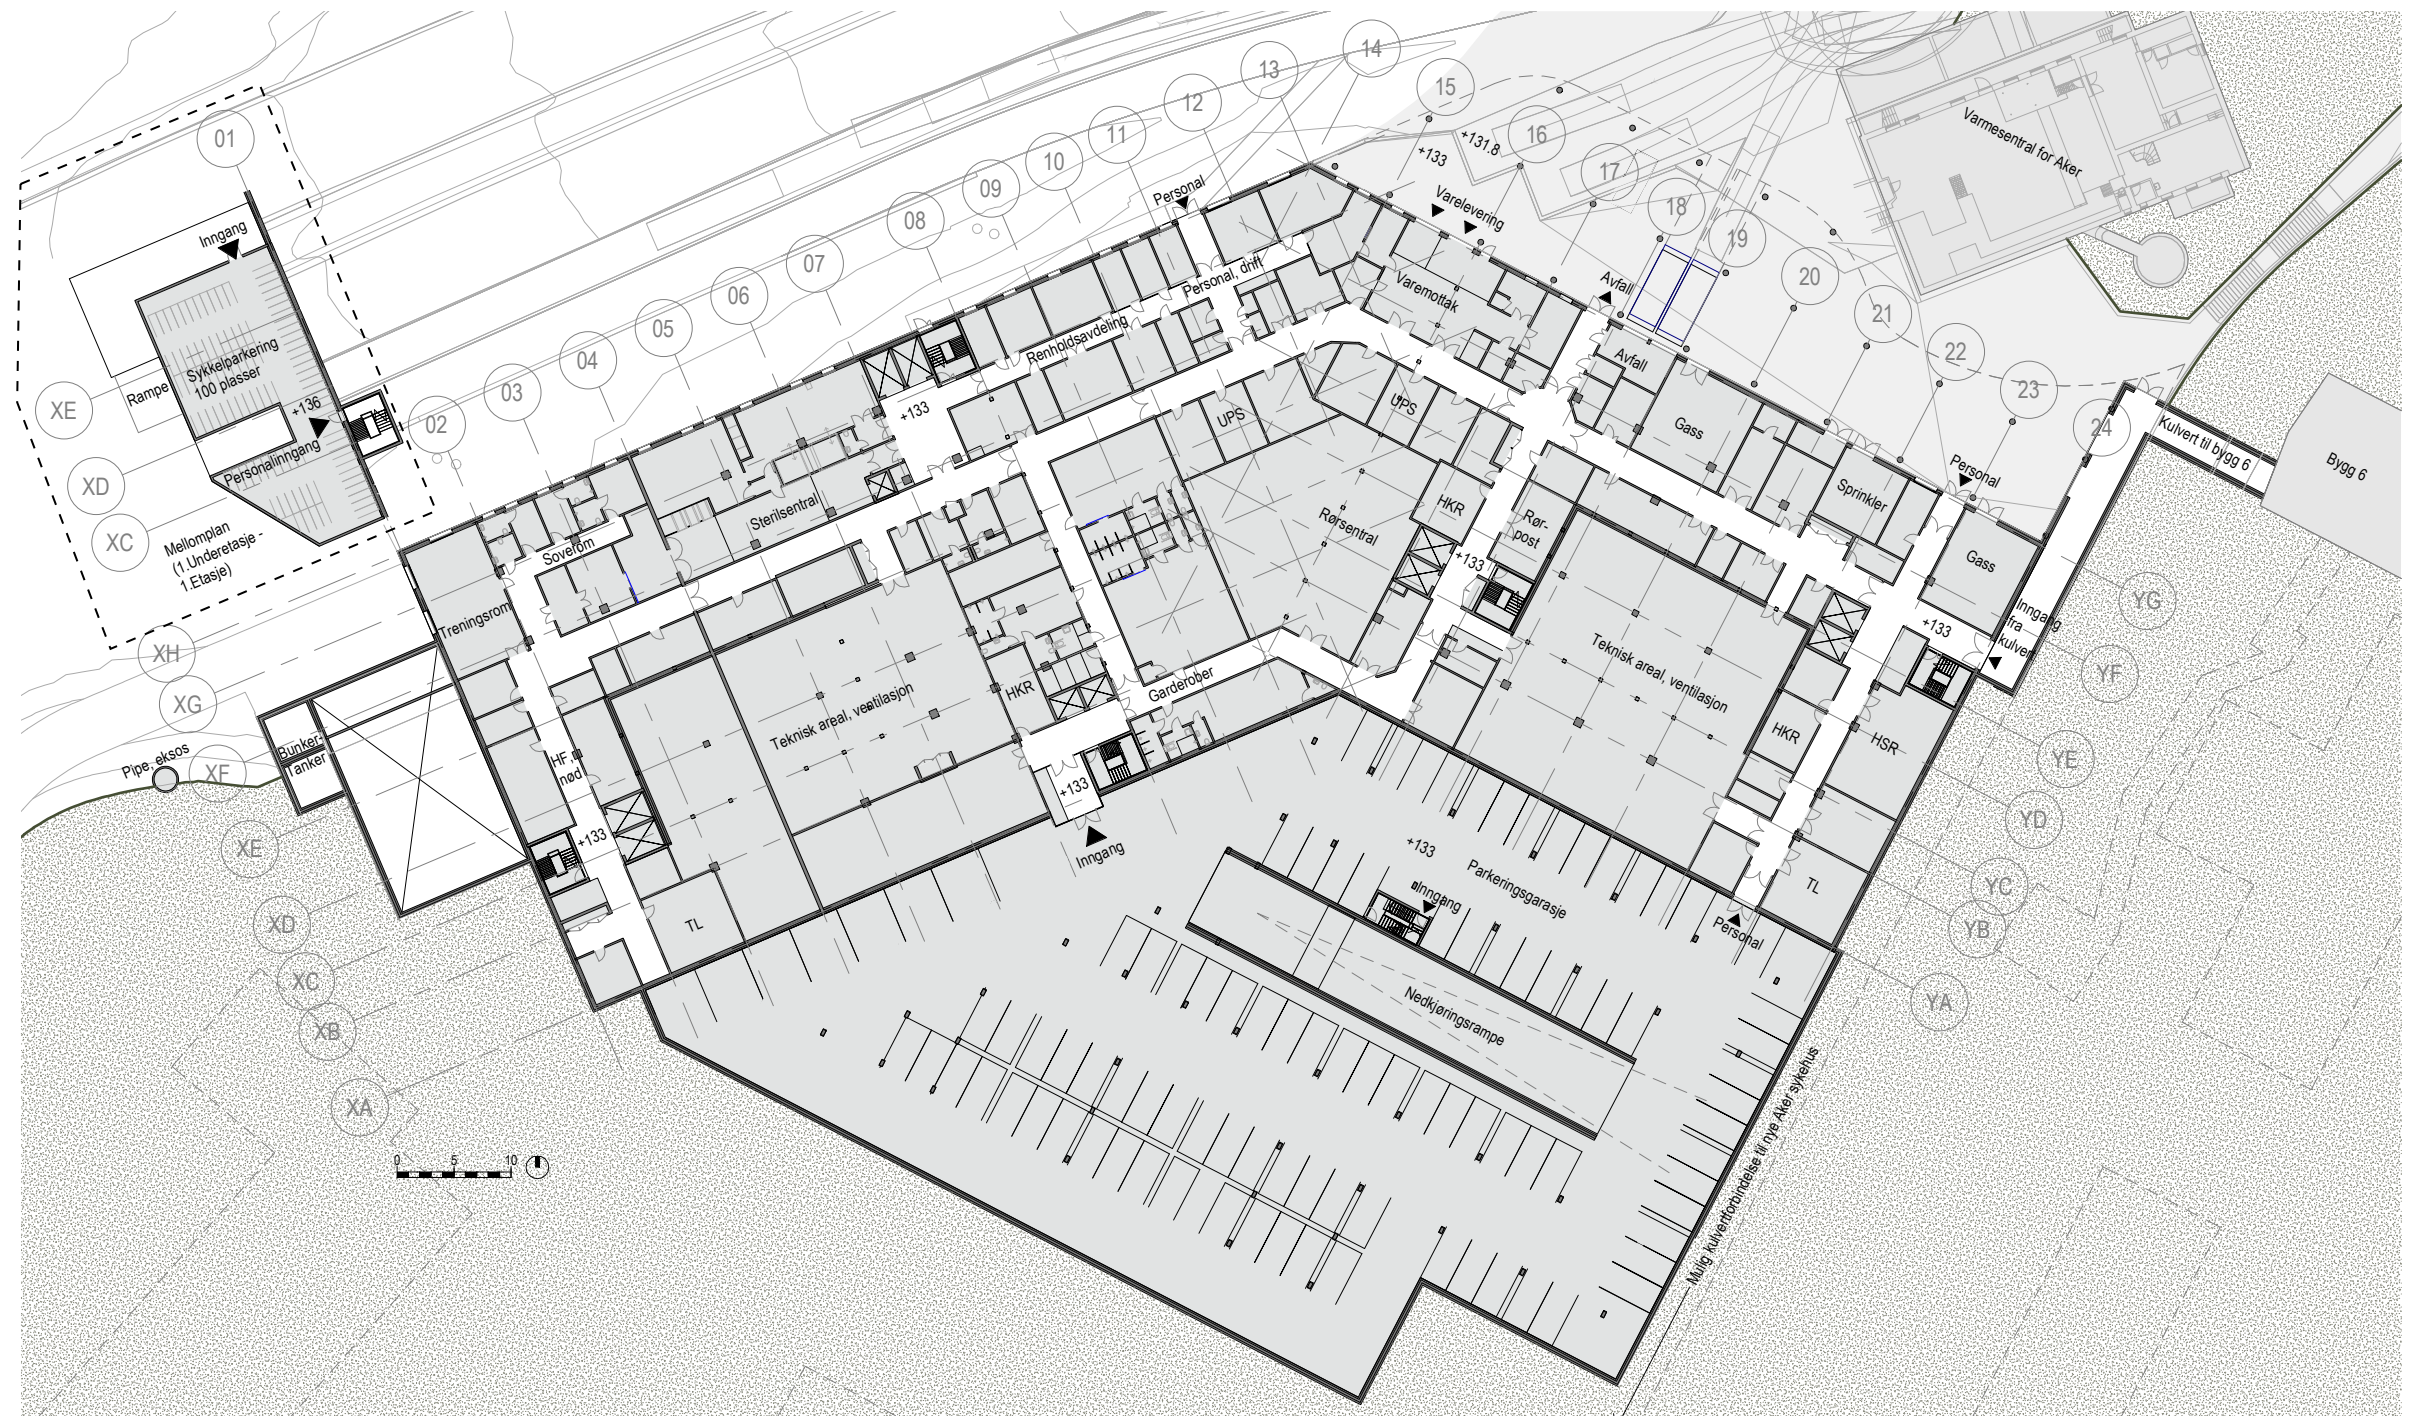 01
02
03
04
05
06
07
08
09
10
11
12
13
14
15
16
17
18
19
20
21
22
23
24
XE
XD
XC
XH
XG
XF
XE
XD
XC
XB
XA
YG
YF
YE
YD
YC
YB
YA
Inngang
Sykkelparkering
100 plasser
Rampe
+136
Personalinngang
Mellomplan
(1.Underetasje -
1.Etasje)
Pipe, eksos
Bunker-
Tanker
Treningsrom
Soverom
HF,
nød
+133
TL
Sterilsentral
+133
Renholdsavdeling
Personal
Personal, drift
Teknisk areal, ventilasjon
HKR
Garderober
+133
Inngang
UPS
UPS
Rørsentral
HKR
Rør-
post
+133
+133
+131.8
Varelevering
Varemottak
Avfall
Avfall
Gass
Sprinkler
Personal
Gass
Varmesentral for Aker
Kulvert til bygg 6
Bygg 6
Inngang
fra
kulvert
+133
Teknisk areal, ventilasjon
HKR
HSR
TL
Personal
+133
Parkeringsgarasje
Inngang
Nedkjøringsrampe
Mulig kulvertforbindelse til nye Aker sykehus
0 5 10